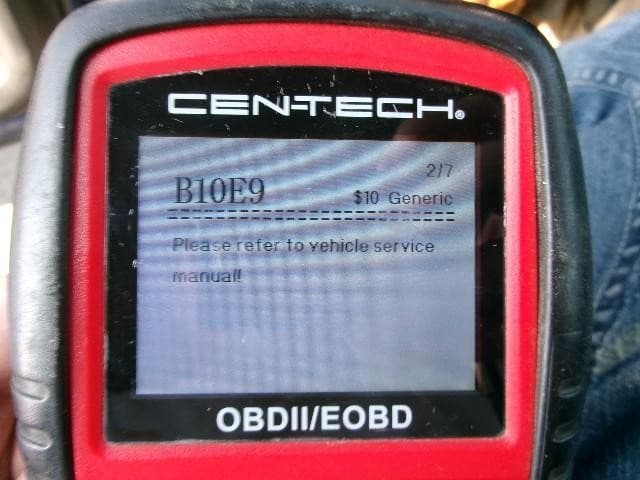 CEN-TECH®
2/7
B10E9 $10 Generic
Please refer to vehicle service
manual!
OBDII/EOBD